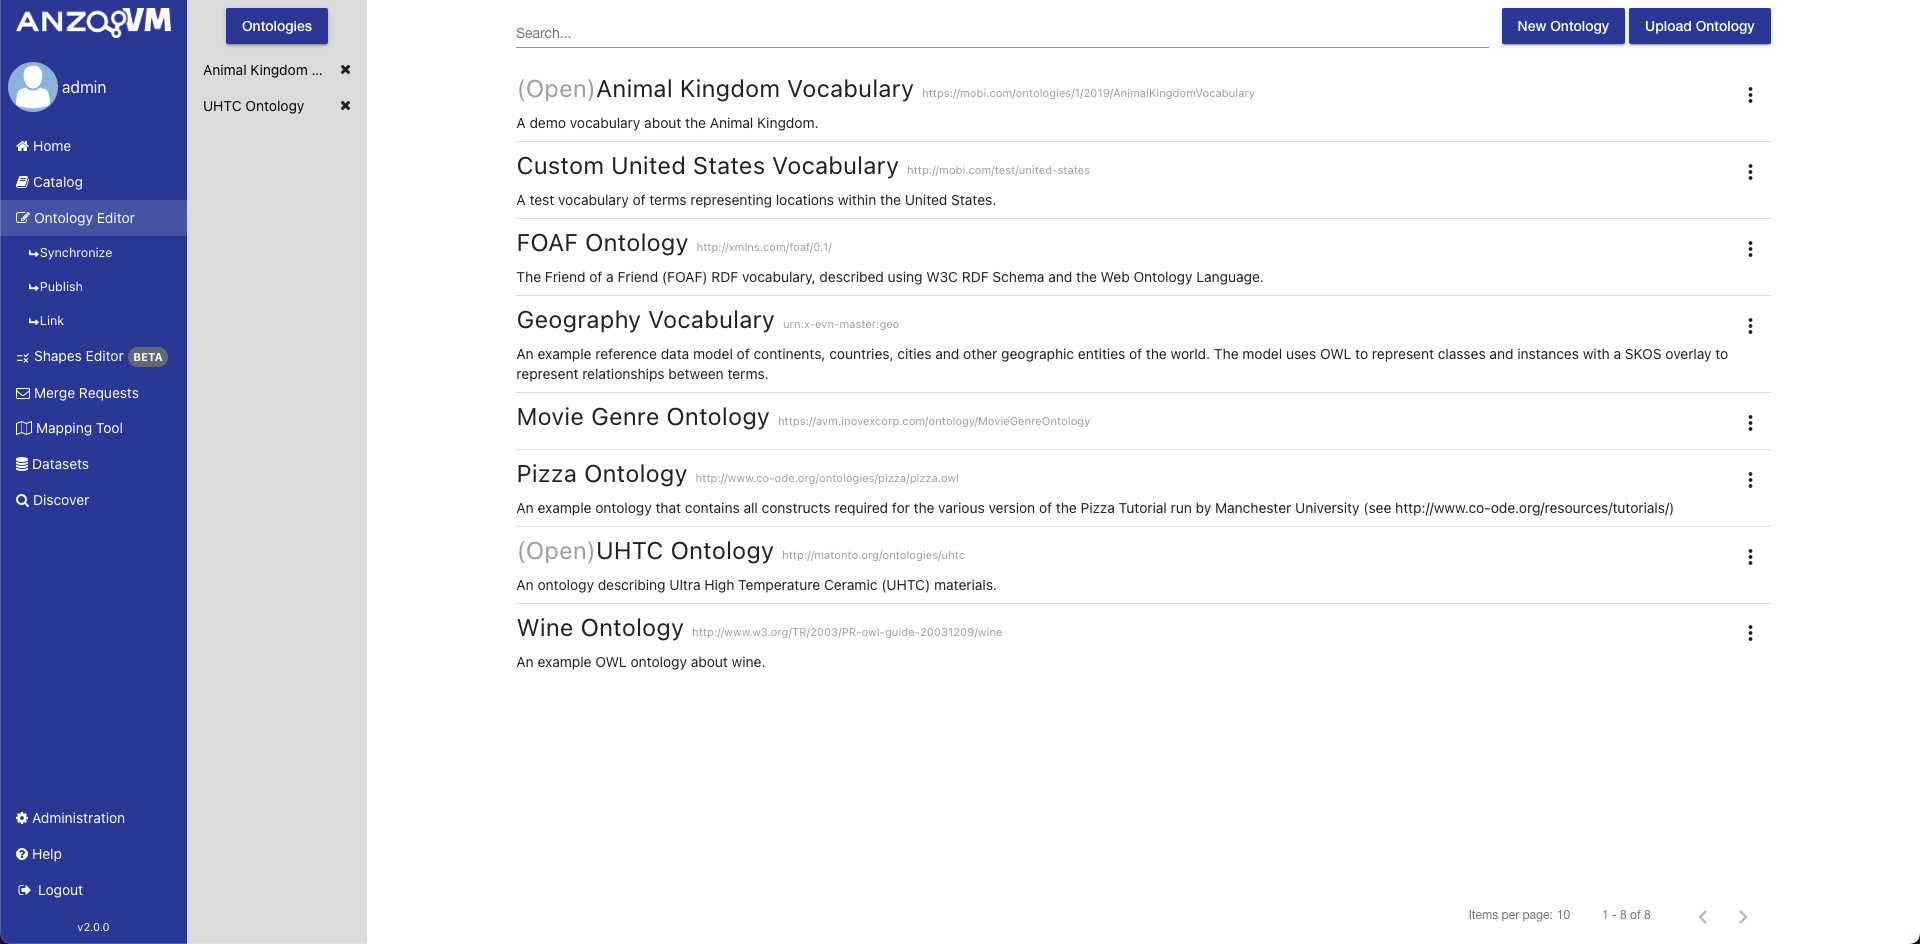 ANZOVM
admin
Home
Catalog
Ontology Editor
Synchronize
Publish
Link
Shapes Editor BETA
Merge Requests
Mapping Tool
Datasets
Discover
Administration
Help
Logout
v2.0.0
Ontologies
Animal Kingdom ...
UHTC Ontology
Search...
New Ontology
Upload Ontology
(Open)Animal Kingdom Vocabulary https://mobi.com/ontologies/1/2019/AnimalKingdomVocabulary
A demo vocabulary about the Animal Kingdom.
Custom United States Vocabulary http://mobi.com/test/united-states
A test vocabulary of terms representing locations within the United States.
FOAF Ontology http://xmlns.com/foaf/0.1/
The Friend of a Friend (FOAF) RDF vocabulary, described using W3C RDF Schema and the Web Ontology Language.
Geography Vocabulary urn:x-evn-master:geo
An example reference data model of continents, countries, cities and other geographic entities of the world. The model uses OWL to represent classes and instances with a SKOS overlay to
represent relationships between terms.
Movie Genre Ontology https://avm.inovexcorp.com/ontology/MovieGenreOntology
Pizza Ontology http://www.co-ode.org/ontologies/pizza/pizza.owl
An example ontology that contains all constructs required for the various version of the Pizza Tutorial run by Manchester University (see http://www.co-ode.org/resources/tutorials/)
(Open)UHTC Ontology http://matonto.org/ontologies/uhtc
An ontology describing Ultra High Temperature Ceramic (UHTC) materials.
Wine Ontology http://www.w3.org/TR/2003/PR-owl-guide-20031209/wine
An example OWL ontology about wine.
Items per page: 10 1 - 8 of 8